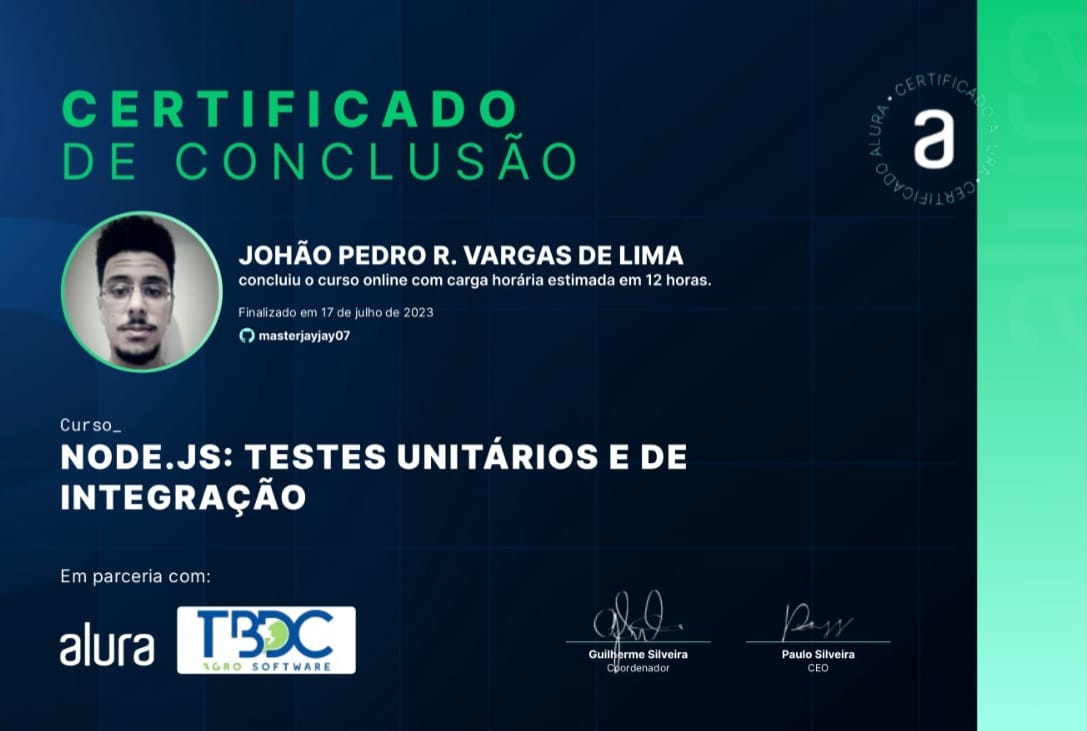 CERTIFICADO
DE CONCLUSÃO
CERTIFICADO ALURA • CERTIFICADO ALURA •
a
JOHÃO PEDRO R. VARGAS DE LIMA
concluiu o curso online com carga horária estimada em 12 horas.
Finalizado em 17 de julho de 2023
masterjayjay07
Curso_
NODE.JS: TESTES UNITÁRIOS E DE
INTEGRAÇÃO
Em parceria com:
alura
TBDC
AGRO SOFTWARE
Guilherme Silveira
Coordenador
Paulo Silveira
CEO
alura